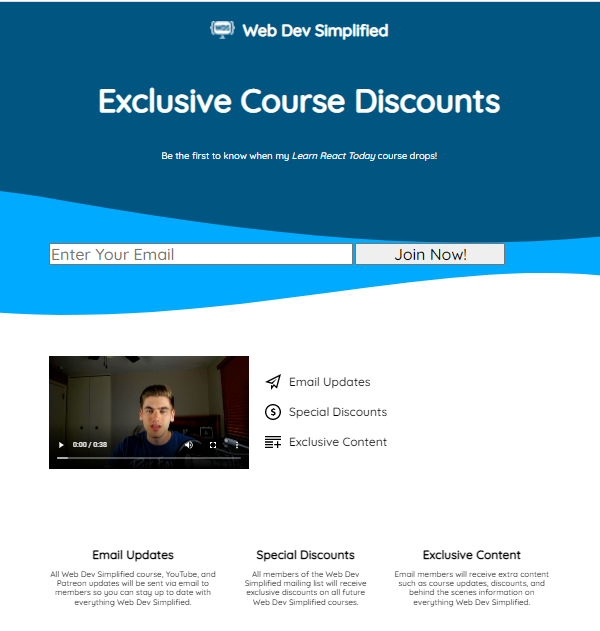 Web Dev Simplified
Exclusive Course Discounts
Be the first to know when my Learn React Today course drops!
Enter Your Email
Join Now!
0:00 / 0:38
Email Updates
Special Discounts
Exclusive Content
Email Updates
All Web Dev Simplified course, YouTube, and
Patreon updates will be sent via email to
members so you can stay up to date with
everything Web Dev Simplified.
Special Discounts
All members of the Web Dev
Simplified mailing list will receive
exclusive discounts on all future
Web Dev Simplified courses.
Exclusive Content
Email members will receive extra content
such as course updates, discounts, and
behind the scenes information on
everything Web Dev Simplified.